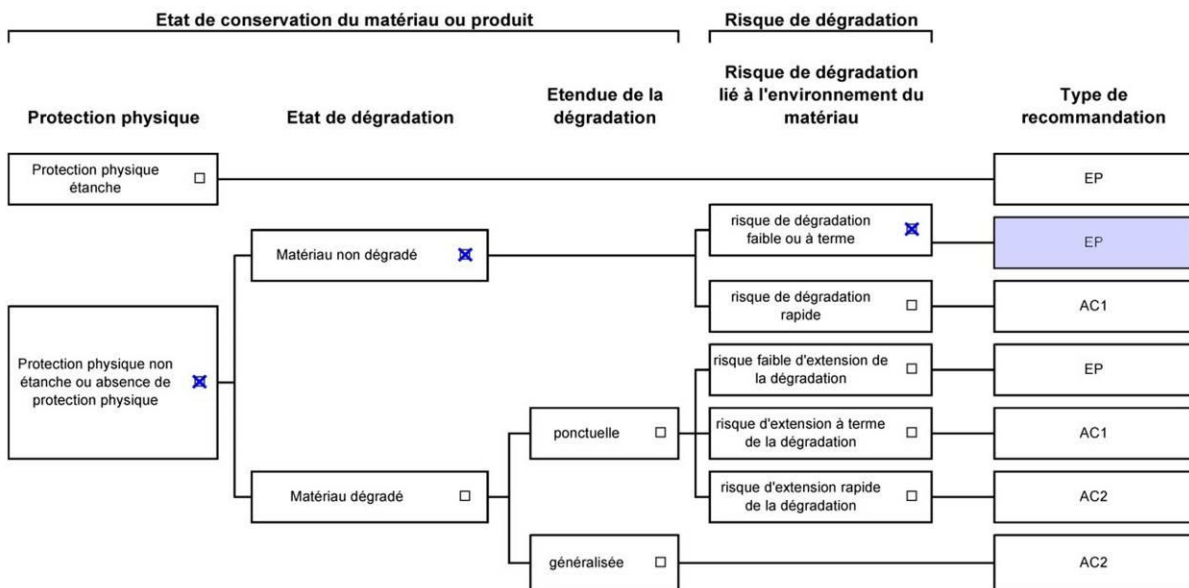 Etat de conservation du matériau ou produit
Risque de dégradation
Protection physique
Etat de dégradation
Etendue de la
dégradation
Risque de dégradation
lié à l'environnement du
matériau
Type de
recommandation
Protection physique
étanche
EP
risque de dégradation
faible ou à terme
EP
Matériau non dégradé
risque de dégradation
rapide
AC1
Protection physique non
étanche ou absence de
protection physique
risque faible d'extension de
la dégradation
EP
ponctuelle
risque d'extension à terme
de la dégradation
AC1
Matériau dégradé
risque d'extension rapide
de la dégradation
AC2
généralisée
AC2